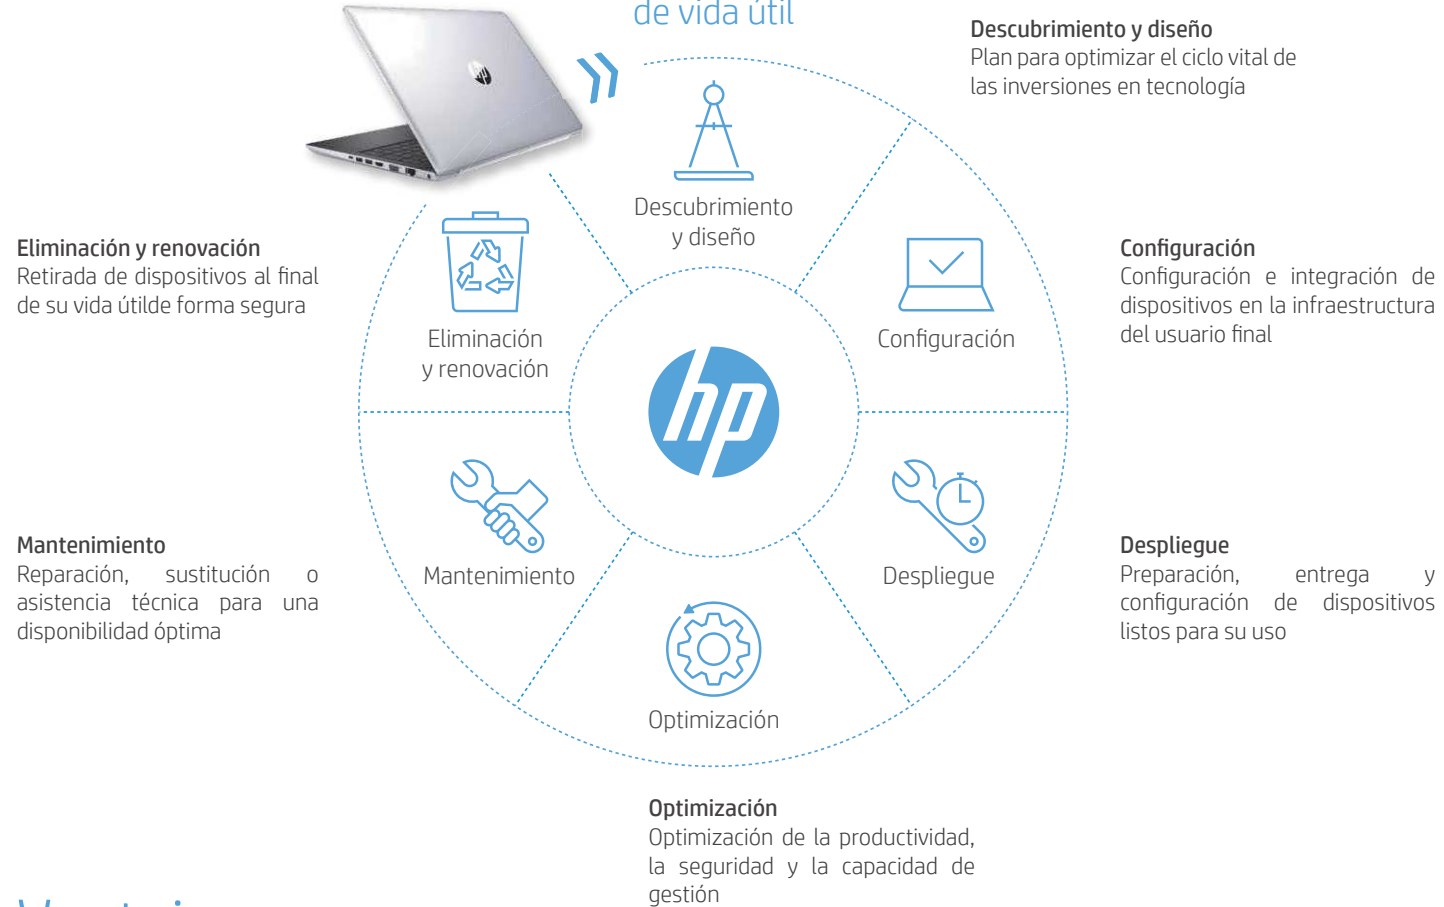 de vida útil
Descubrimiento y diseño
Plan para optimizar el ciclo vital de
las inversiones en tecnología
hp
Descubrimiento
y diseño
Eliminación y renovación
Retirada de dispositivos al final
de su vida útilde forma segura
Configuración
Configuración e integración de
dispositivos en la infraestructura
del usuario final
Eliminación
y renovación
Configuración
hp
Mantenimiento
Reparación, sustitución o
asistencia técnica para una
disponibilidad óptima
Mantenimiento
Despliegue
Despliegue
Preparación, entrega y
configuración de dispositivos
listos para su uso
Optimización
Optimización
Optimización de la productividad,
la seguridad y la capacidad de
gestión